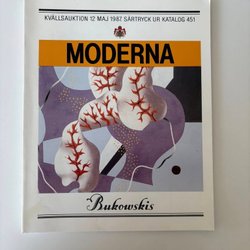 KVÄLLSAUKTION 12 MAJ 1987 SÄRTRYCK UR KATALOG 451
MODERNA
Bukowskis